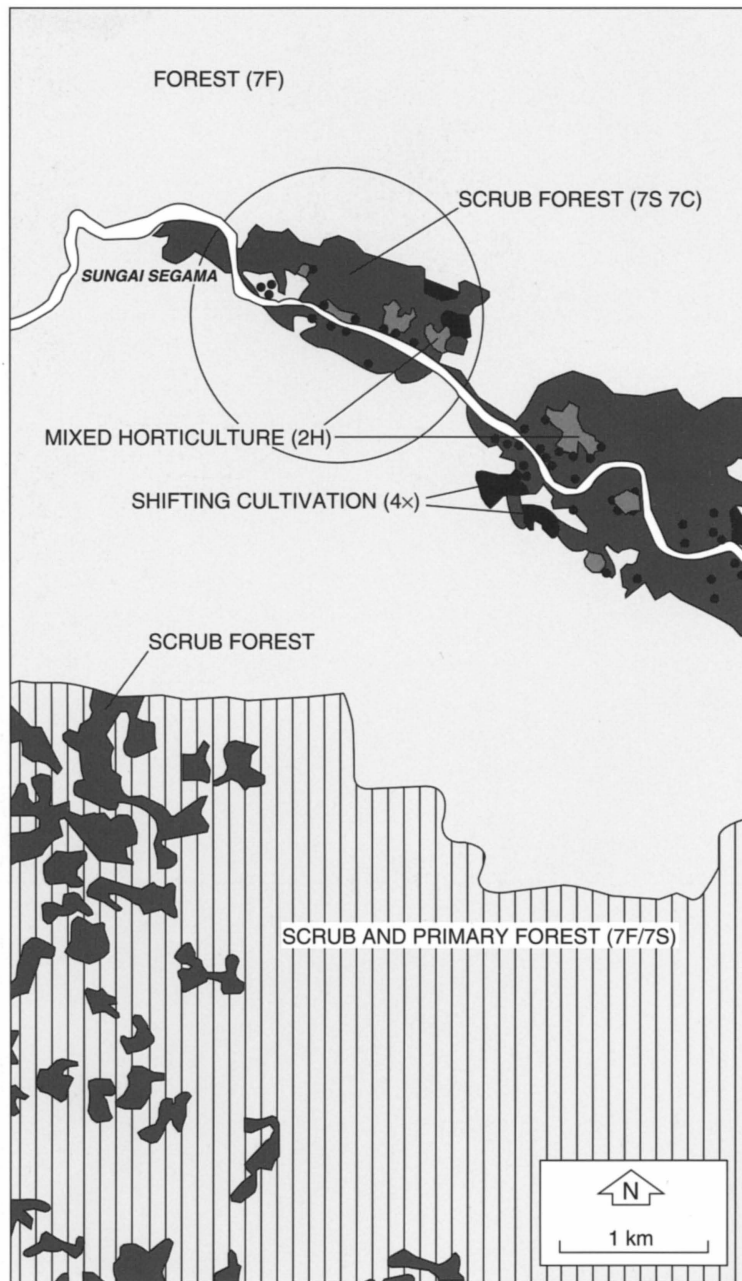 FOREST (7F)
SCRUB FOREST (7S 7C)
SUNGAI SEGAMA
MIXED HORTICULTURE (2H)
SHIFTING CULTIVATION (4×)
SCRUB FOREST
SCRUB AND PRIMARY FOREST (7F/7S)
N
1 km